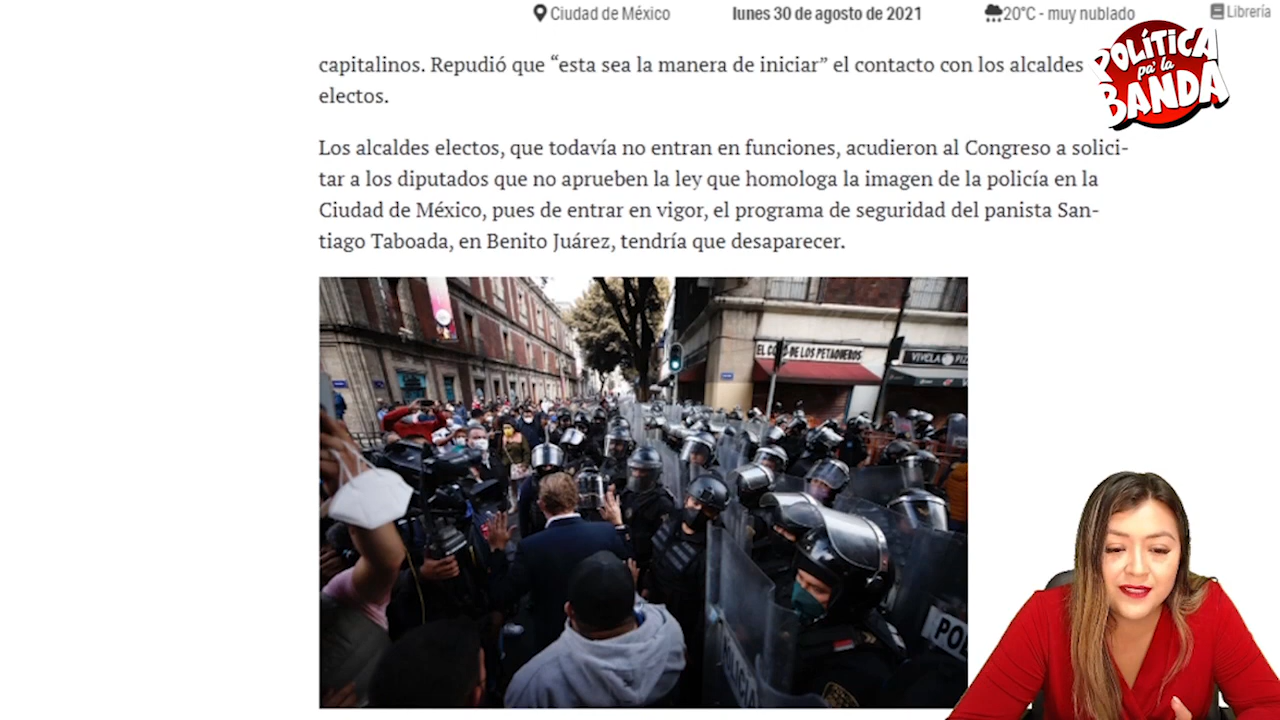 Ciudad de México lunes 30 de agosto de 2021 20°C - muy nublado Librería
POLÍTICA
pa' la
BANDA
capitalinos. Repudió que “esta sea la manera de iniciar” el contacto con los alcaldes
electos.
Los alcaldes electos, que todavía no entran en funciones, acudieron al Congreso a solici-
tar a los diputados que no aprueben la ley que homologa la imagen de la policía en la
Ciudad de México, pues de entrar en vigor, el programa de seguridad del panista San-
tiago Taboada, en Benito Juárez, tendría que desaparecer.
DE LOS PETAQUEROS
POL